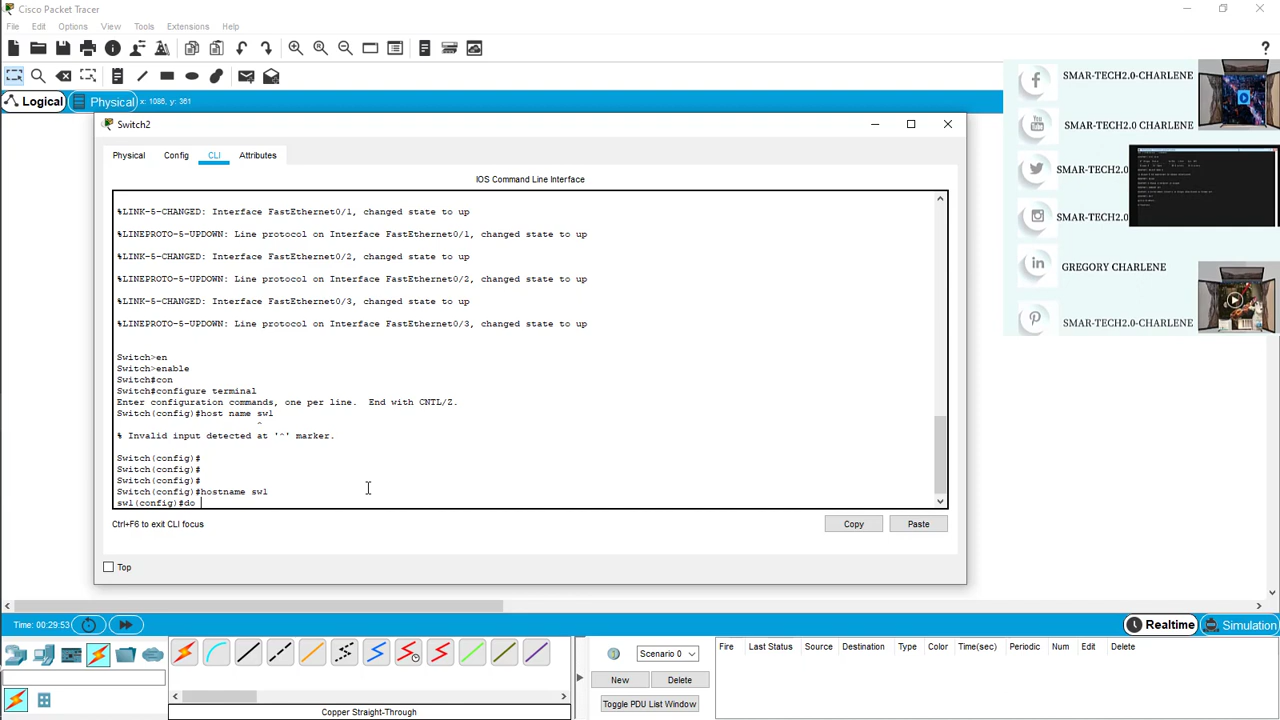 Cisco Packet Tracer
File Edit Options View Tools Extensions Help
Logical Physical x: 1086, y: 361
Switch2
Physical Config CLI Attributes
IOS Command Line Interface
%LINK-5-CHANGED: Interface FastEthernet0/1, changed state to up
%LINEPROTO-5-UPDOWN: Line protocol on Interface FastEthernet0/1, changed state to up
%LINK-5-CHANGED: Interface FastEthernet0/2, changed state to up
%LINEPROTO-5-UPDOWN: Line protocol on Interface FastEthernet0/2, changed state to up
%LINK-5-CHANGED: Interface FastEthernet0/3, changed state to up
%LINEPROTO-5-UPDOWN: Line protocol on Interface FastEthernet0/3, changed state to up
Switch>en
Switch>enable
Switch#con
Switch#configure terminal
Enter configuration commands, one per line. End with CNTL/Z.
Switch(config)#host name swl
^
% Invalid input detected at '^' marker.
Switch(config)#
Switch(config)#
Switch(config)#
Switch(config)#hostname swl
swl(config)#do
Ctrl+F6 to exit CLI focus
Copy Paste
Top
SMAR-TECH2.0-CHARLENE
SMAR-TECH2.0 CHARLENE
SMAR-TECH2.0
SMAR-TECH2.0
GREGORY CHARLENE
SMAR-TECH2.0-CHARLENE
You
Tube
Time: 00:29:53
Realtime Simulation
Scenario 0
New Delete
Toggle PDU List Window
Fire Last Status Source Destination Type Color Time(sec) Periodic Num Edit Delete
Copper Straight-Through